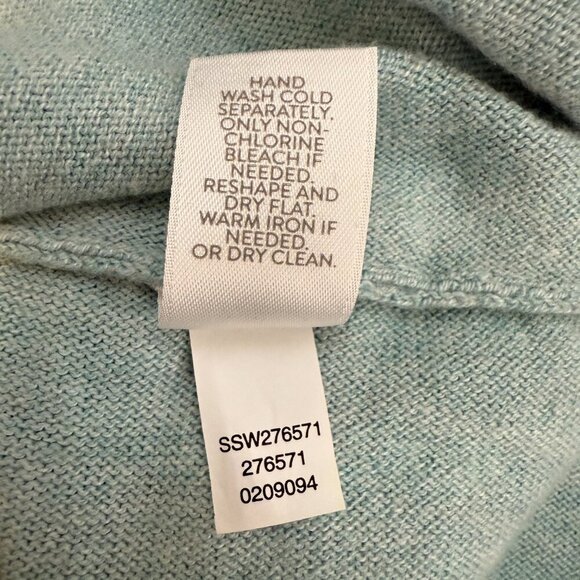 HAND
WASH COLD
SEPARATELY.
ONLY NON-
CHLORINE
BLEACH IF
NEEDED.
RESHAPE AND
DRY FLAT.
WARM IRON IF
NEEDED.
OR DRY CLEAN.
SSW276571
276571
0209094